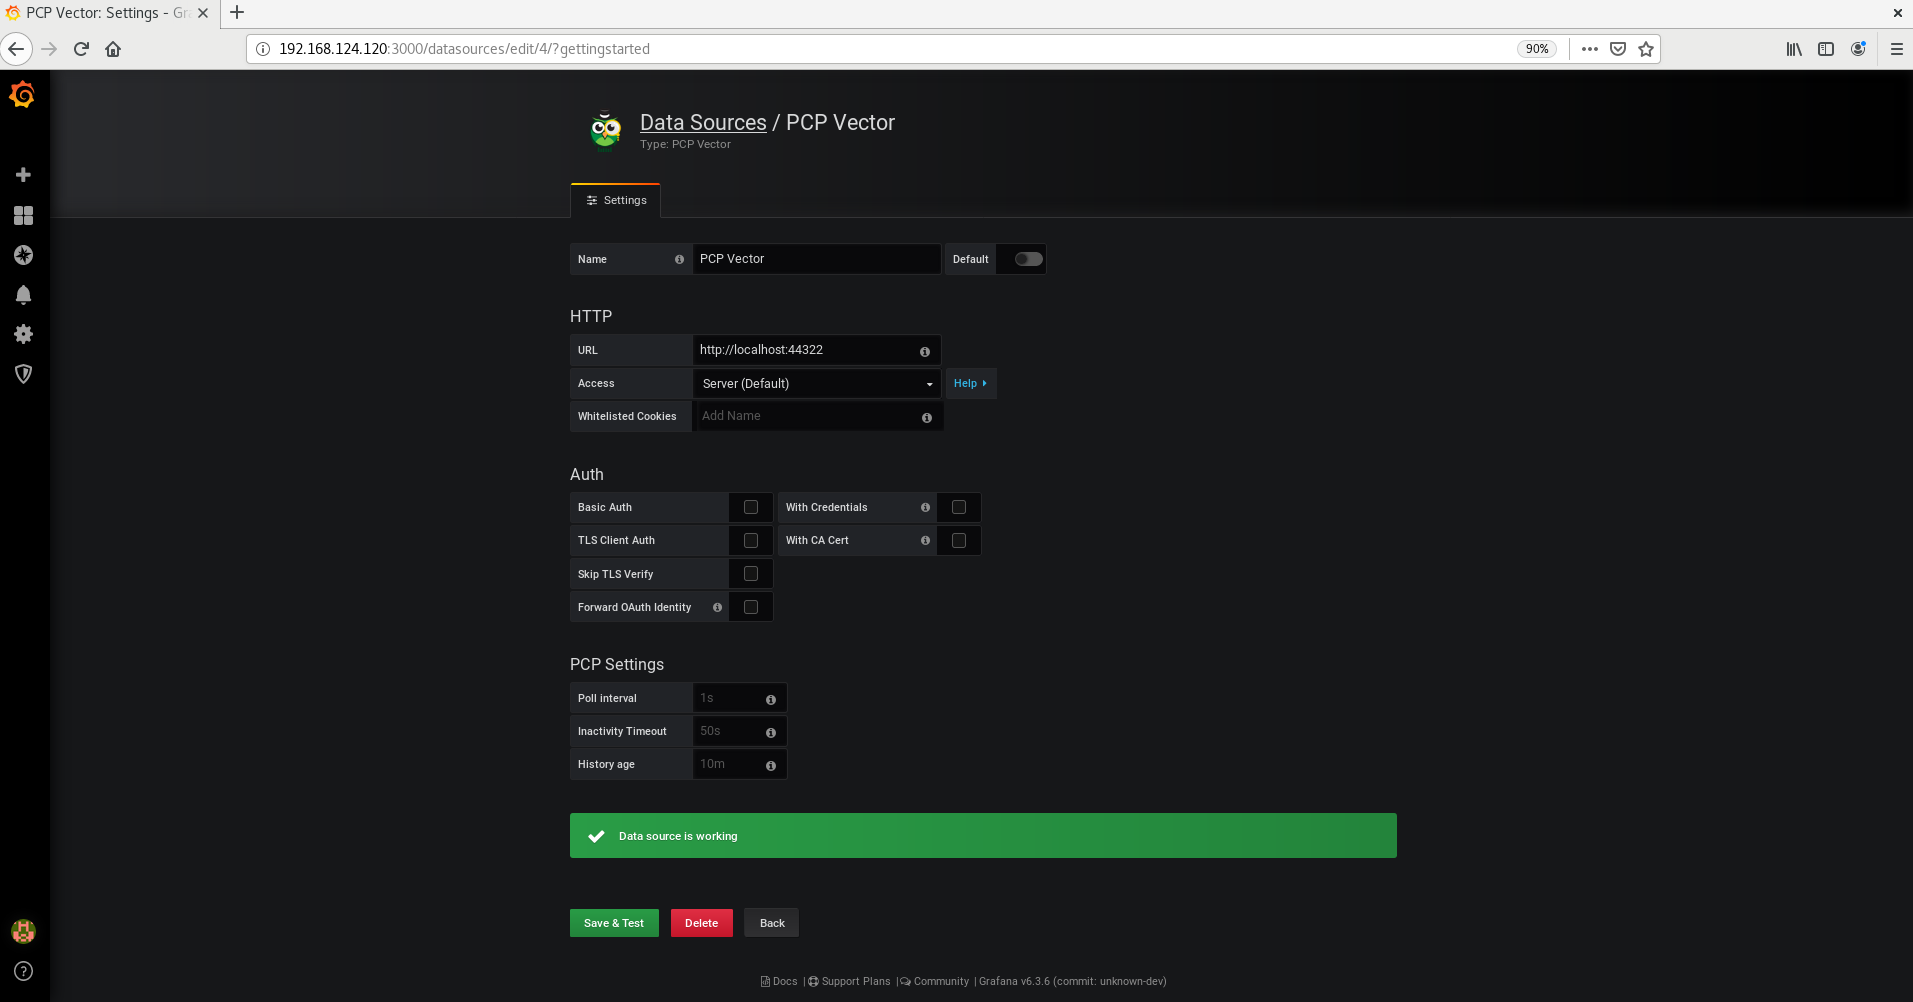 PCP Vector: Settings - Gra
192.168.124.120:3000/datasources/edit/4/?gettingstarted
90%
Data Sources / PCP Vector
Type: PCP Vector
Settings
Name PCP Vector Default
HTTP
URL http://localhost:44322
Access Server (Default) Help
Whitelisted Cookies Add Name
Auth
Basic Auth With Credentials
TLS Client Auth With CA Cert
Skip TLS Verify
Forward OAuth Identity
PCP Settings
Poll interval 1s
Inactivity Timeout 50s
History age 10m
Data source is working
Save & Test Delete Back
Docs | Support Plans | Community | Grafana v6.3.6 (commit: unknown-dev)